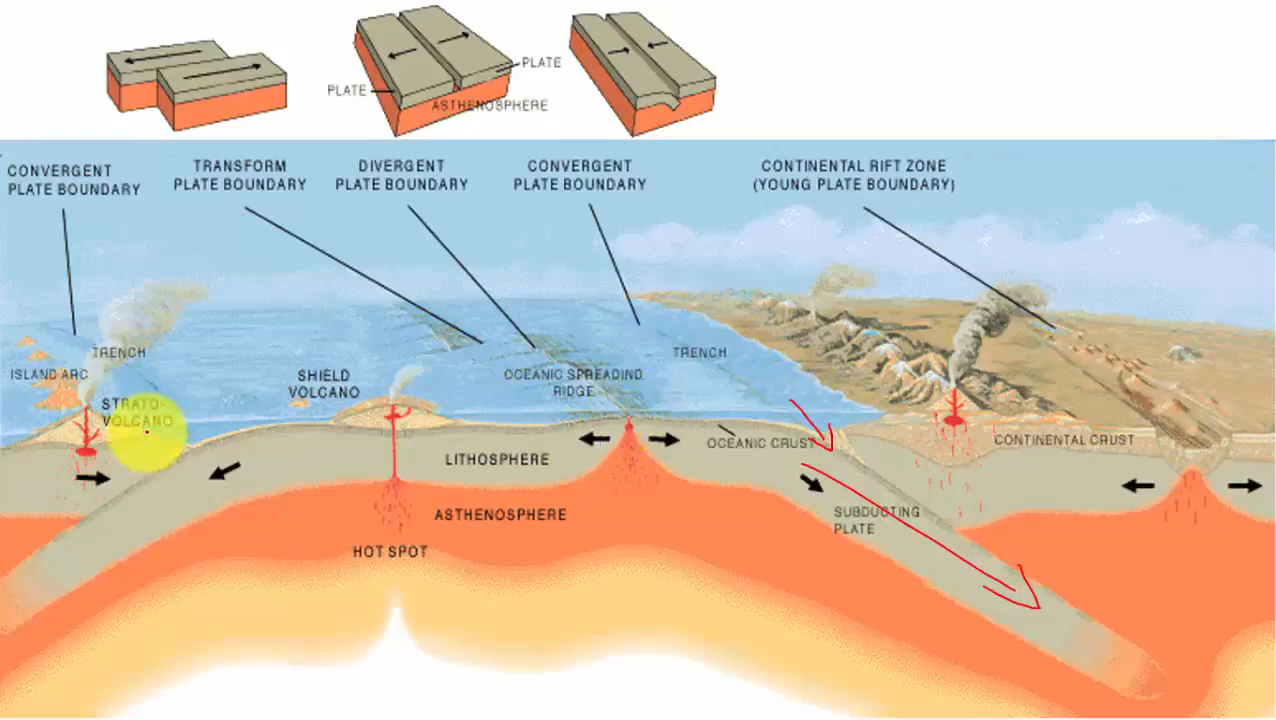 PLATE
PLATE
ASTHENOSPHERE
CONVERGENT
PLATE BOUNDARY
TRANSFORM
PLATE BOUNDARY
DIVERGENT
PLATE BOUNDARY
CONVERGENT
PLATE BOUNDARY
CONTINENTAL RIFT ZONE
(YOUNG PLATE BOUNDARY)
TRENCH
ISLAND ARC
STRATO-
VOLCANO
SHIELD
VOLCANO
OCEANIC SPREADING
RIDGE
TRENCH
OCEANIC CRUST
CONTINENTAL CRUST
LITHOSPHERE
ASTHENOSPHERE
SUBDUCTING
PLATE
HOT SPOT